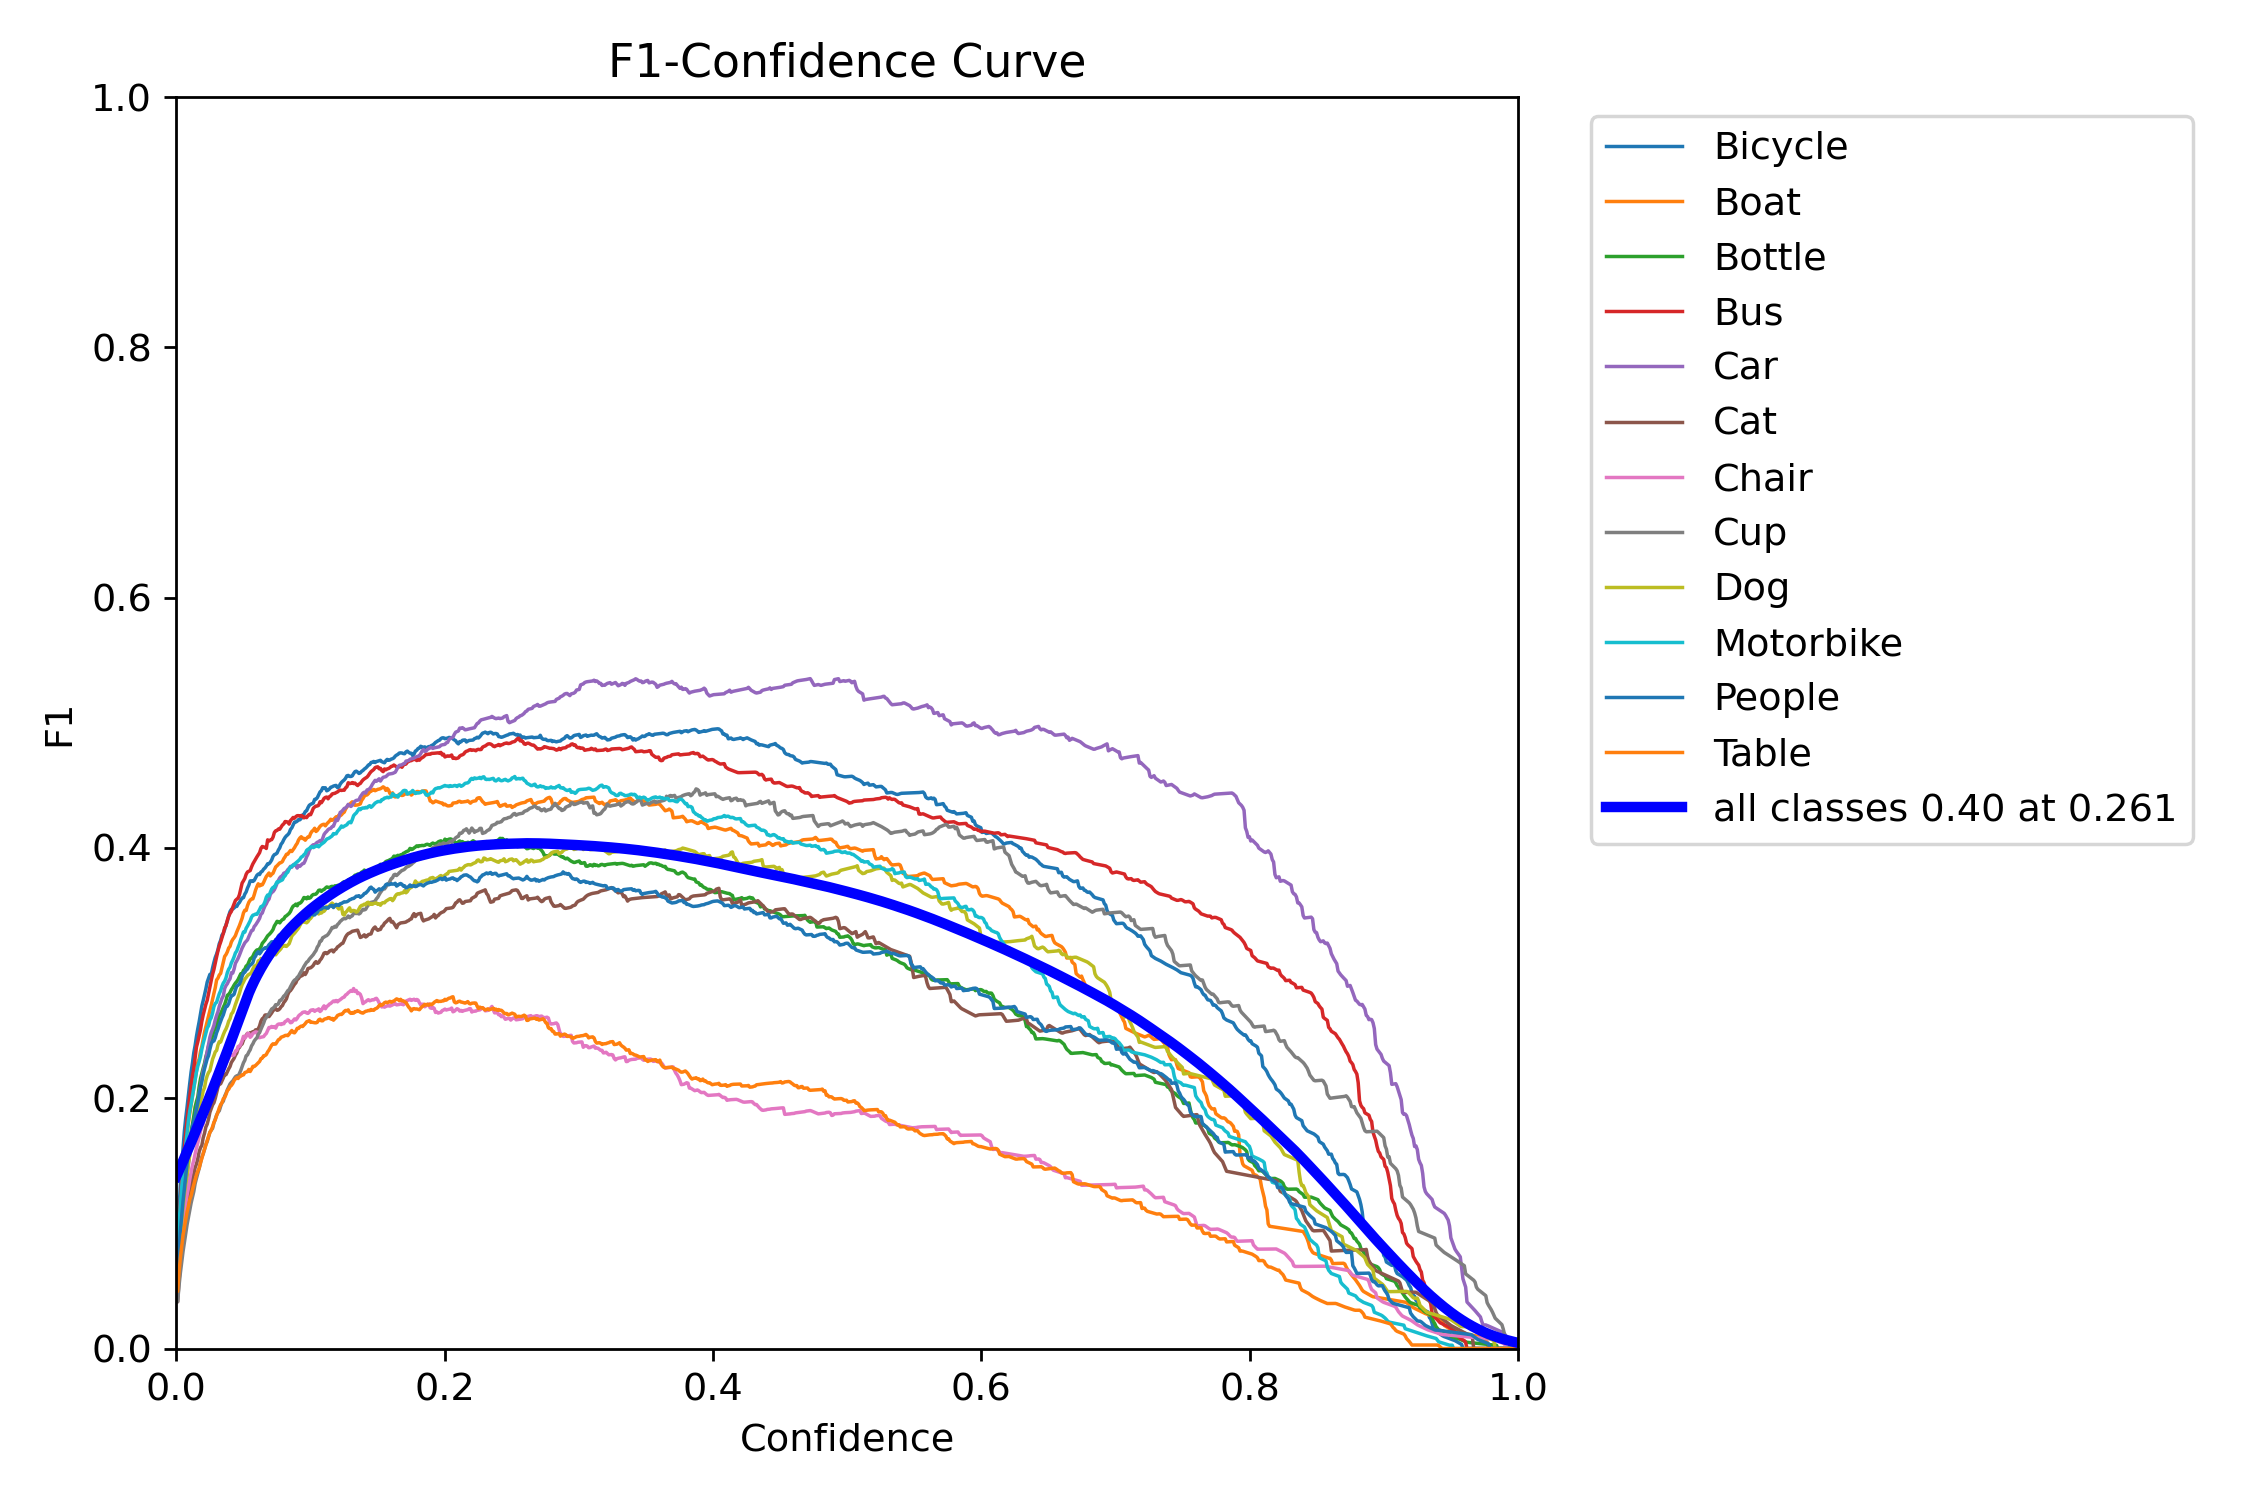 F1-Confidence Curve
1.0
0.8
0.6
0.4
0.2
0.0
F1
0.0 0.2 0.4 0.6 0.8 1.0
Confidence
Bicycle
Boat
Bottle
Bus
Car
Cat
Chair
Cup
Dog
Motorbike
People
Table
all classes 0.40 at 0.261